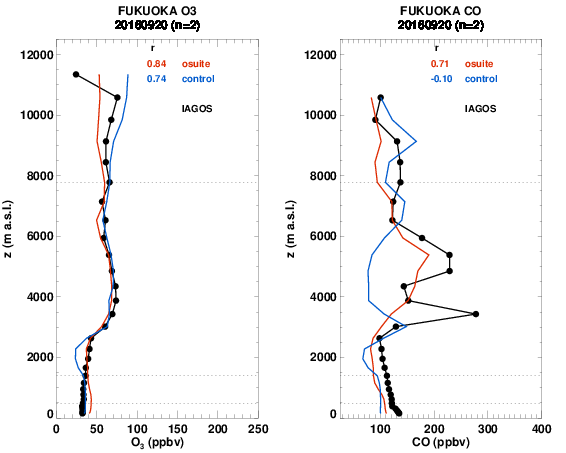 FUKUOKA O3
20160920 (n=2)
r
0.84 osuite
0.74 control
IAGOS
12000
10000
8000
6000
4000
2000
0
z (m a.s.l.)
0 50 100 150 200 250
O3 (ppbv)
FUKUOKA CO
20160920 (n=2)
r
0.71 osuite
-0.10 control
IAGOS
12000
10000
8000
6000
4000
2000
0
z (m a.s.l.)
100 200 300 400
CO (ppbv)